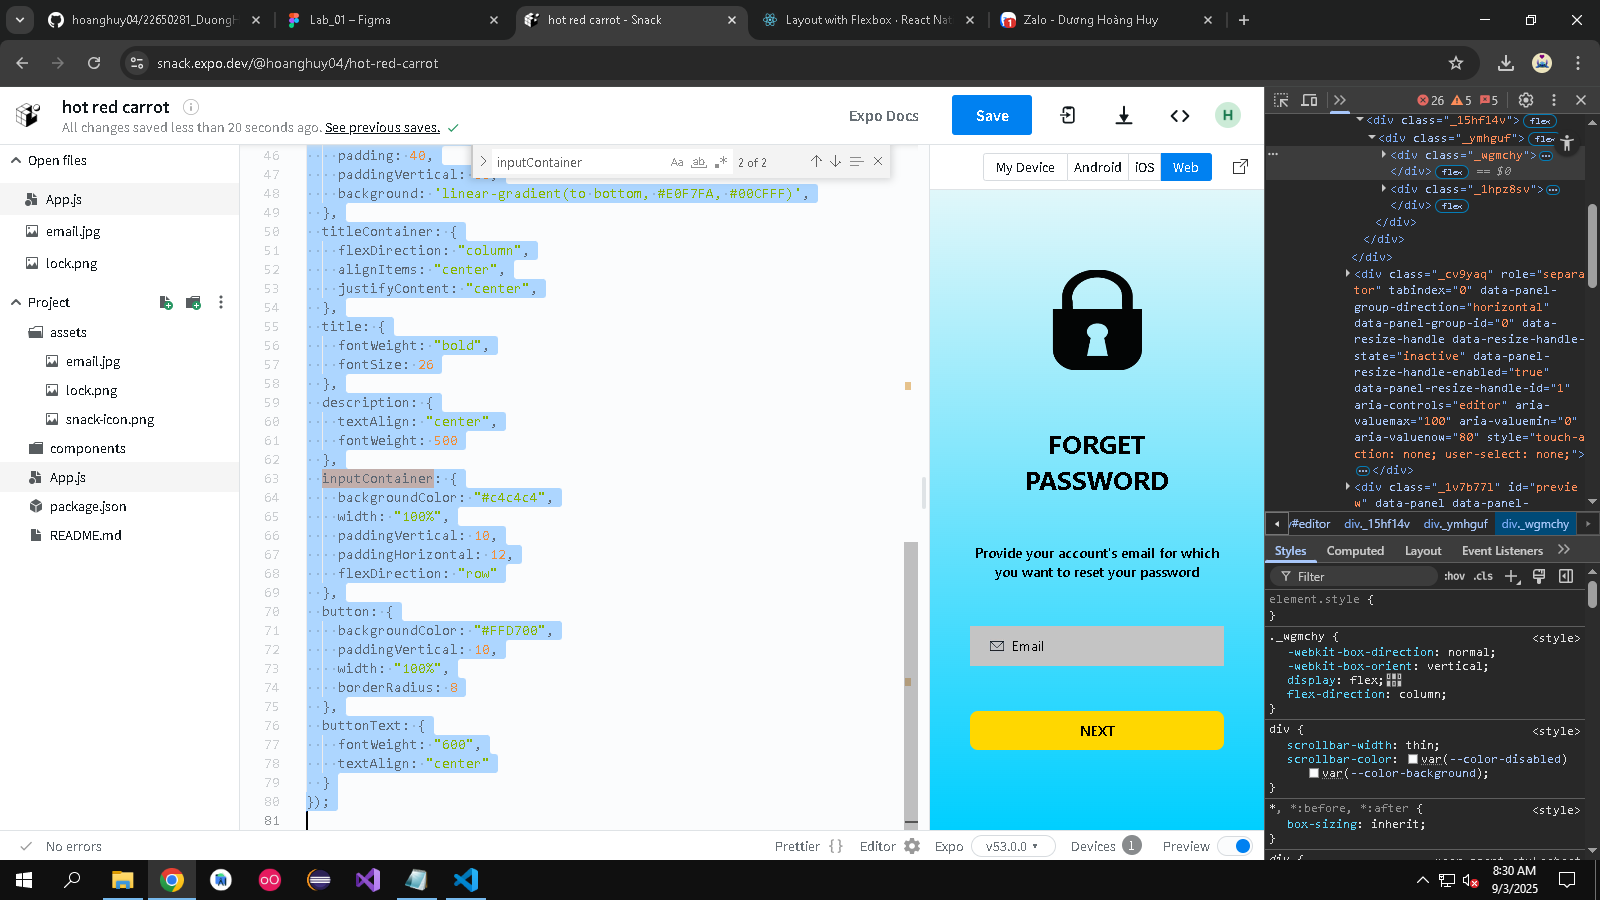 hoanghuy04/22650281_DuongH
Lab_01 – Figma
hot red carrot - Snack
Layout with Flexbox · React Nat
Zalo - Dương Hoàng Huy
snack.expo.dev/@hoanghuy04/hot-red-carrot
hot red carrot
All changes saved less than 20 seconds ago. See previous saves.
Expo Docs
Save
H
Open files
App.js
email.jpg
lock.png
Project
assets
email.jpg
lock.png
snack-icon.png
components
App.js
package.json
README.md
inputContainer
Aa
ab
.*
2 of 2
46 padding: 40,
47 paddingVertical:
48 background: 'linear-gradient(to bottom, #E0F7FA, #00CFFF)',
49 },
50 titleContainer: {
51 flexDirection: "column",
52 alignItems: "center",
53 justifyContent: "center",
54 },
55 title: {
56 fontWeight: "bold",
57 fontSize: 26
58 },
59 description: {
60 textAlign: "center",
61 fontWeight: 500
62 },
63 inputContainer: {
64 backgroundColor: "#c4c4c4",
65 width: "100%",
66 paddingVertical: 10,
67 paddingHorizontal: 12,
68 flexDirection: "row"
69 },
70 button: {
71 backgroundColor: "#FFD700",
72 paddingVertical: 10,
73 width: "100%",
74 borderRadius: 8
75 },
76 buttonText: {
77 fontWeight: "600",
78 textAlign: "center"
79 }
80 });
81
My Device
Android
iOS
Web
FORGET
PASSWORD
Provide your account's email for which
you want to reset your password
Email
NEXT
26
5
5
<div class="_15hf14v"> flex
<div class="_ymhguf"> flex
<div class="_wgmchy">
</div> flex == $0
<div class="_1hpz8sv">
</div> flex
</div>
</div>
</div>
<div class="_cv9yaq" role="separa
tor" tabindex="0" data-panel-
group-direction="horizontal"
data-panel-group-id="0" data-
resize-handle data-resize-handle-
state="inactive" data-panel-
resize-handle-enabled="true"
data-panel-resize-handle-id="1"
aria-controls="editor" aria-
valuemax="100" aria-valuemin="0"
aria-valuenow="80" style="touch-a
ction: none; user-select: none;">
</div>
<div class="_1v7b77l" id="previe
w" data-panel data-panel-
#editor
div._15hf14v
div._ymhguf
div._wgmchy
Styles
Computed
Layout
Event Listeners
Filter
:hov
.cls
element.style {
}
._wgmchy {
<style>
-webkit-box-direction: normal;
-webkit-box-orient: vertical;
display: flex;
flex-direction: column;
}
div {
<style>
scrollbar-width: thin;
scrollbar-color: var(--color-disabled)
var(--color-background);
}
*, *:before, *:after {
<style>
box-sizing: inherit;
}
No errors
Prettier { }
Editor
Expo
v53.0.0
Devices
1
Preview
8:30 AM
9/3/2025